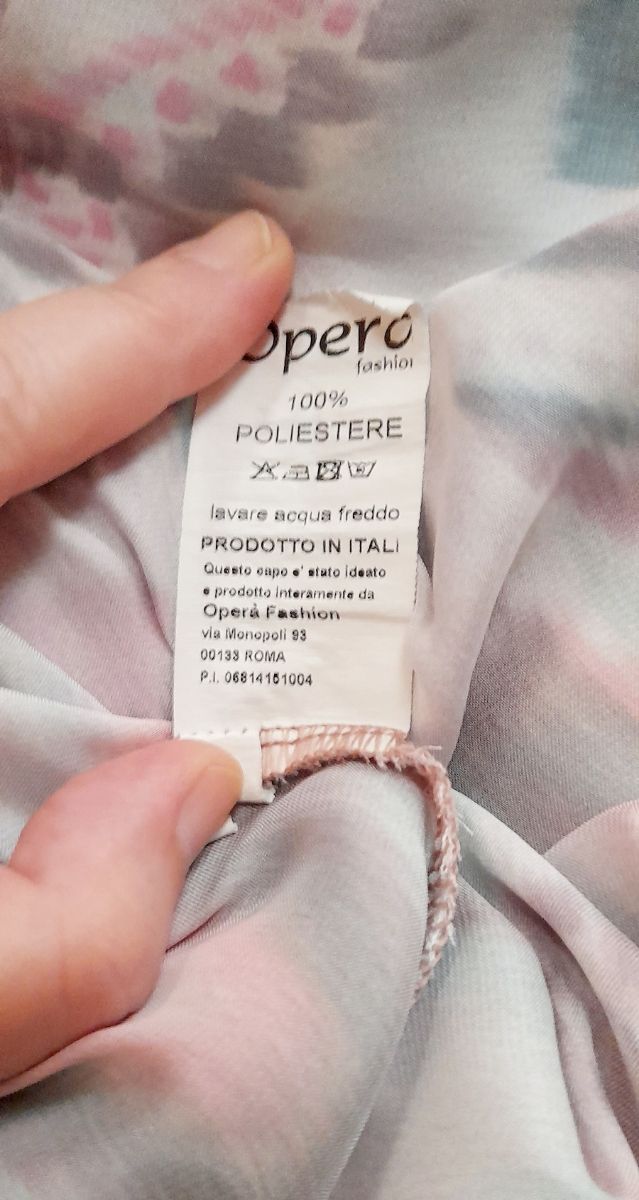 Operà
fashion
100%
POLIESTERE
lavare acqua freddo
PRODOTTO IN ITALI
Questo capo e' stato ideato
e prodotto interamente da
Operà Fashion
via Monopoli 93
00133 ROMA
P.I. 06814151004